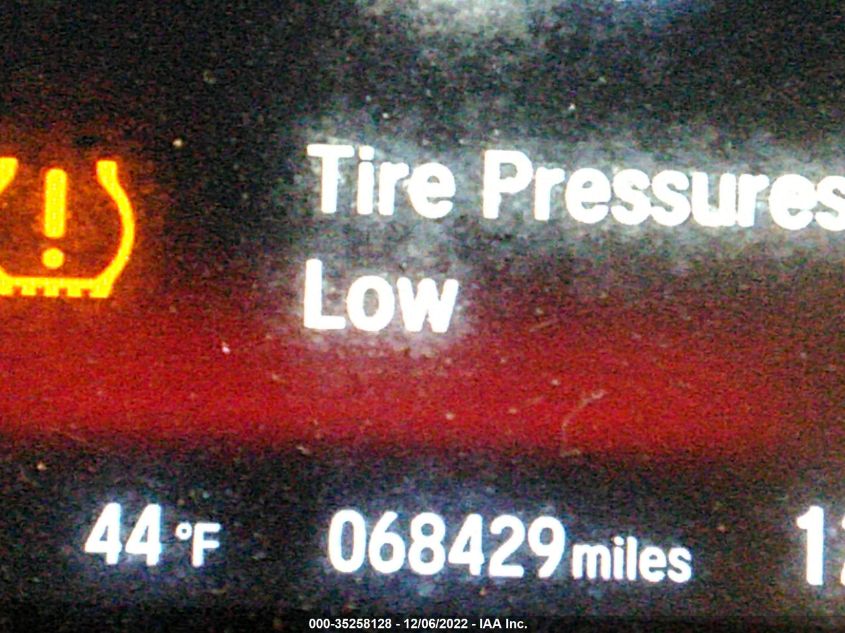 Tire Pressures
Low
44 °F 068429 miles
000-35258128 - 12/06/2022 - IAA Inc.